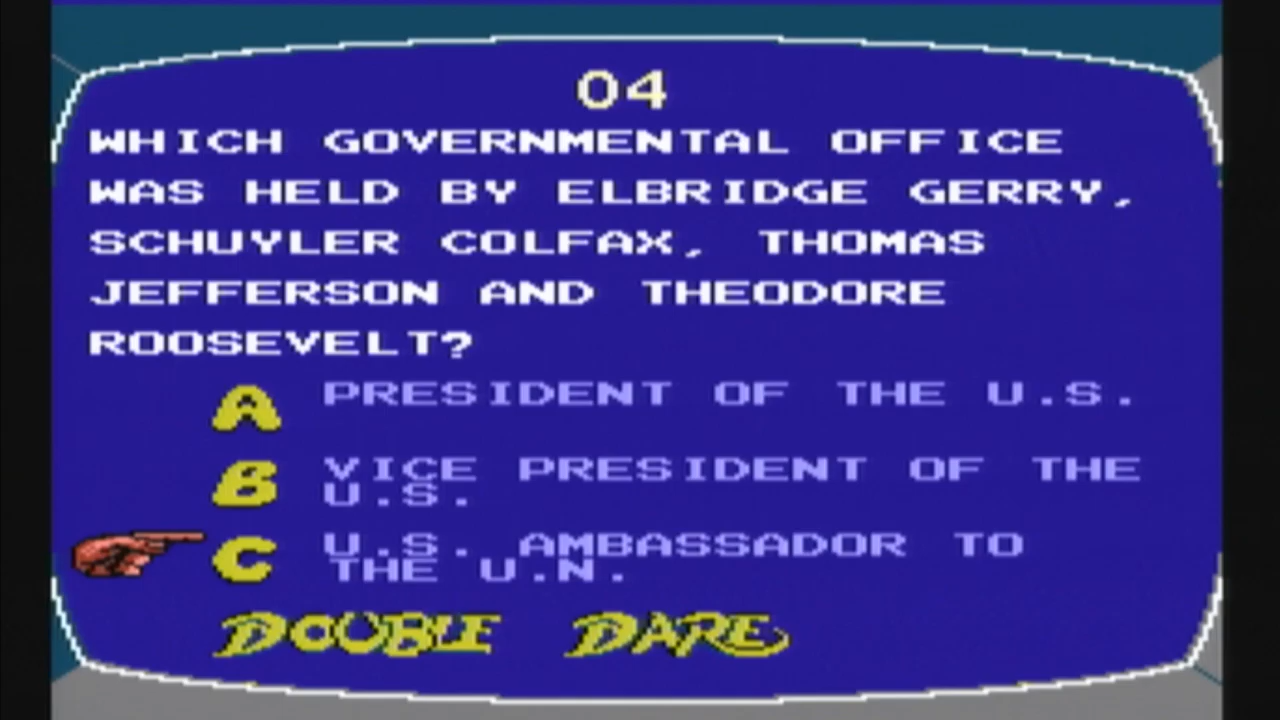 04
WHICH GOVERNMENTAL OFFICE
WAS HELD BY ELBRIDGE GERRY,
SCHUYLER COLFAX, THOMAS
JEFFERSON AND THEODORE
ROOSEVELT?
A PRESIDENT OF THE U.S.
B VICE PRESIDENT OF THE
U.S.
C U.S. AMBASSADOR TO
THE U.N.
DOUBLE DARE